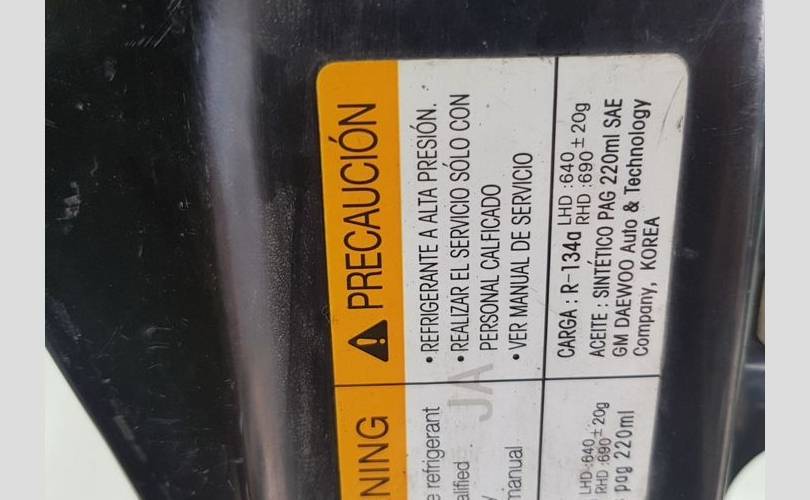 ⚠ PRECAUCIÓN
• REFRIGERANTE A ALTA PRESIÓN.
• REALIZAR EL SERVICIO SÓLO CON
PERSONAL CALFICADO
• VER MANUAL DE SERVICIO
CARGA : R-134a LHD :640 ± 20g
RHD :690
ACEITE : SINTÉTICO PAG 220ml SAE
GM DAEWOO Auto & Technology
Company, KOREA
NING
e refrigerant
alified
manual
LHD :640 ± 20g
RHD :690
pag 220ml
JA